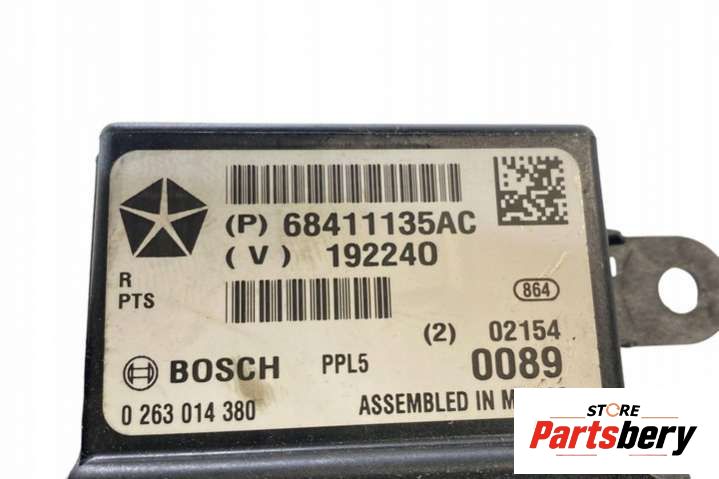 (P) 68411135AC
(V) 192240
R
PTS
864
(2) 02154
BOSCH PPL5 0089
0 263 014 380 ASSEMBLED IN
STORE
Partsbery